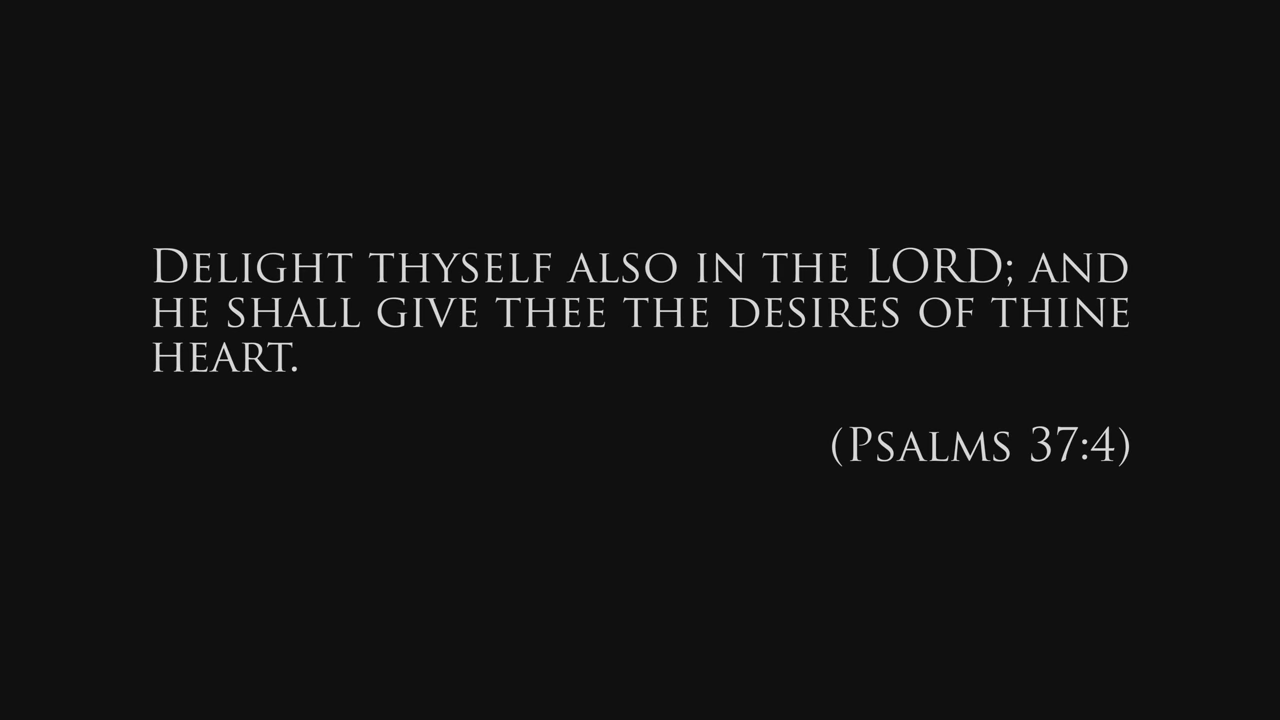 Delight thyself also in the LORD; and
he shall give thee the desires of thine
heart.
(Psalms 37:4)